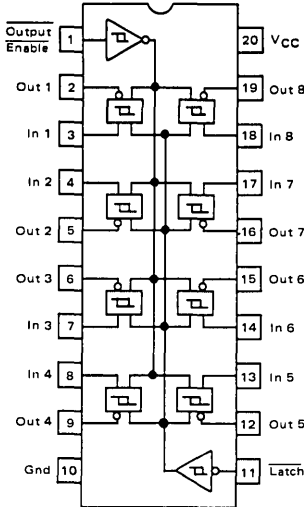 Output
Enable
1
20
VCC
Out 1
2
19
Out 8
In 1
3
18
In 8
In 2
4
17
In 7
Out 2
5
16
Out 7
Out 3
6
15
Out 6
In 3
7
14
In 6
In 4
8
13
In 5
Out 4
9
12
Out 5
Gnd
10
11
Latch